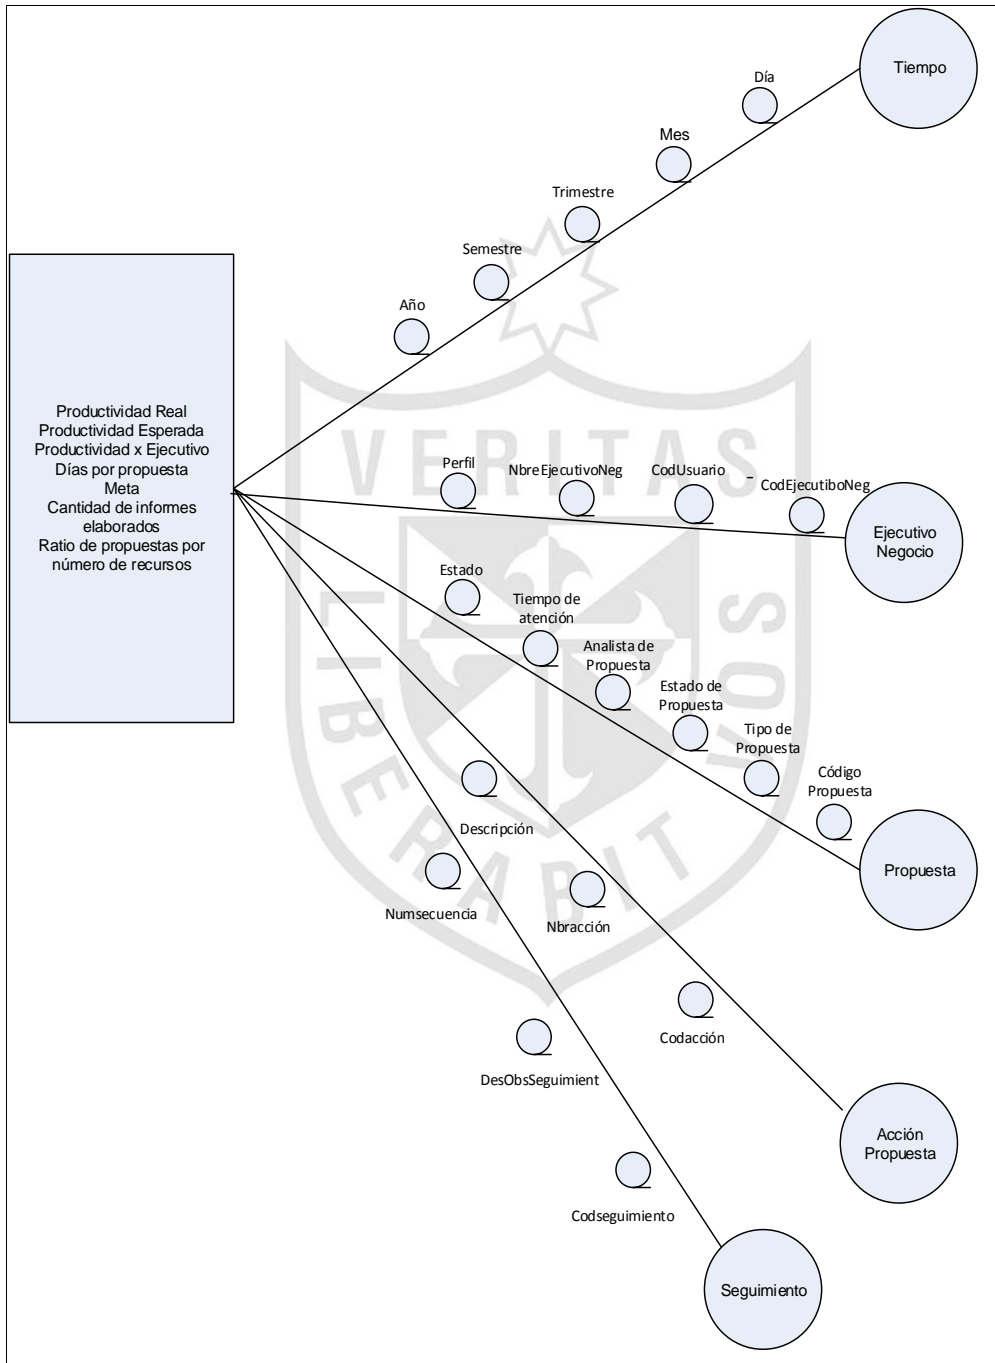 Tiempo
Día
Mes
Trimestre
Semestre
Año
Productividad Real
Productividad Esperada
Productividad x Ejecutivo
Días por propuesta
Meta
Cantidad de informes
elaborados
Ratio de propuestas por
número de recursos
VERITAS
LIBERABIT
VOS
Perfil
NbreEjecutivoNeg
CodUsuario
CodEjecutiboNeg
Ejecutivo
Negocio
Estado
Tiempo de
atención
Analista de
Propuesta
Estado de
Propuesta
Tipo de
Propuesta
Código
Propuesta
Propuesta
Descripción
Nbracción
Codacción
Acción
Propuesta
Numsecuencia
DesObsSeguimient
Codseguimiento
Seguimiento